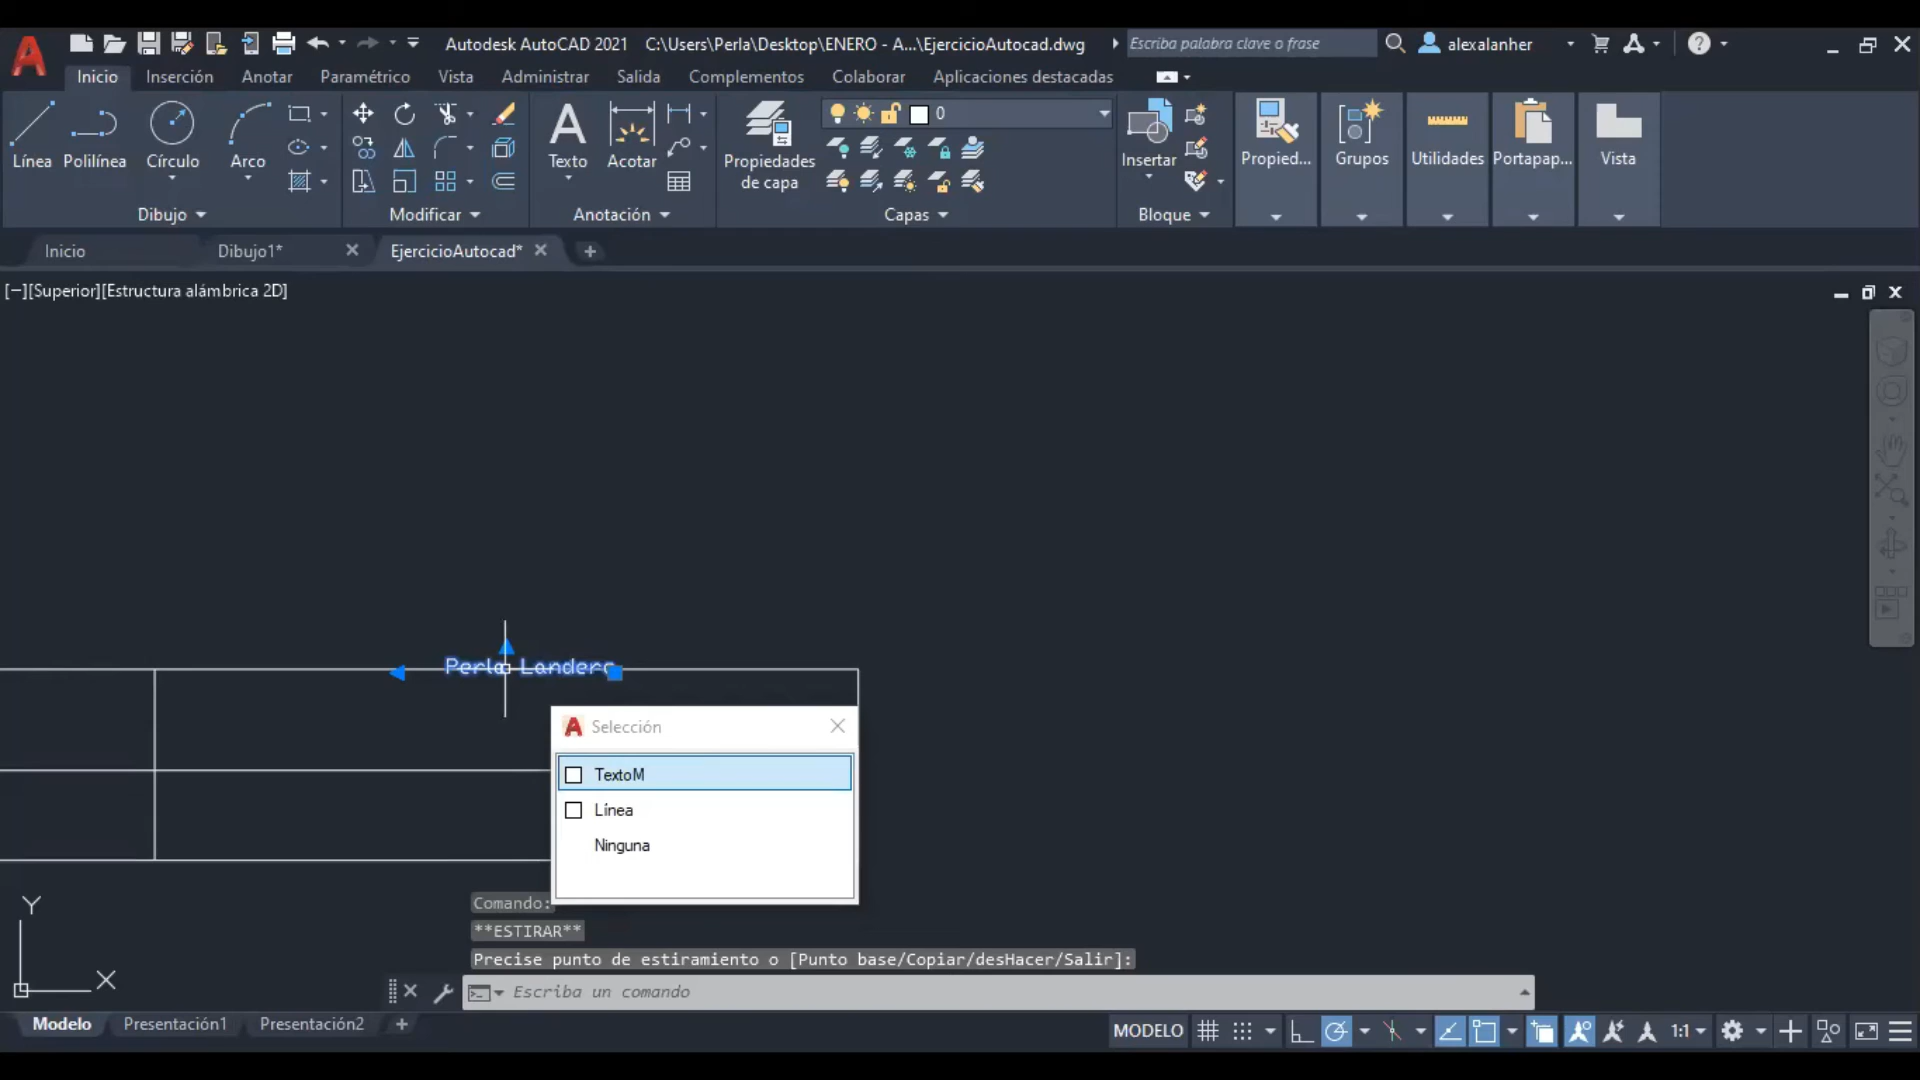 Autodesk AutoCAD 2021 C:\Users\Perla\Desktop\ENERO - A...\EjercicioAutocad.dwg Escriba palabra clave o frase alexalanher
Inicio Inserción Anotar Paramétrico Vista Administrar Salida Complementos Colaborar Aplicaciones destacadas
0
Línea Polilínea Círculo Arco Texto Acotar Propiedades de capa Insertar Propied... Grupos Utilidades Portapap... Vista
Dibujo Modificar Anotación Capas Bloque
Inicio Dibujo1* EjercicioAutocad*
[−][Superior][Estructura alámbrica 2D]
Perla Landero
Selección
TextoM
Línea
Ninguna
Y
X
Comando:
**ESTIRAR**
Precise punto de estiramiento o [Punto base/Copiar/desHacer/Salir]:
Escriba un comando
Modelo Presentación1 Presentación2
MODELO 1:1